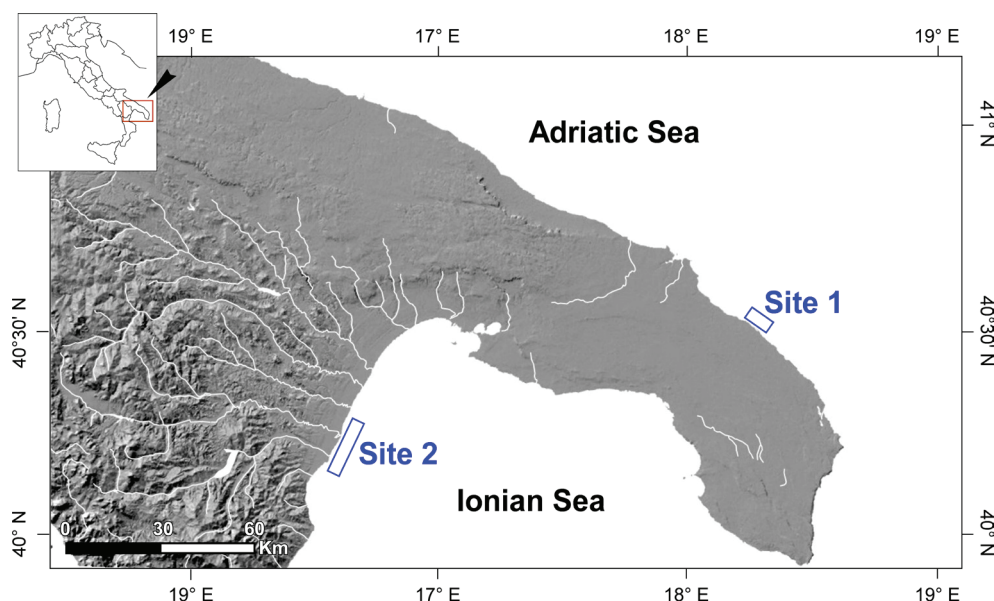 19° E 17° E 18° E 19° E
Adriatic Sea
41° N
Site 1
40°30' N
40°30' N
Site 2
Ionian Sea
40° N
40° N
0 30 60
Km
19° E 17° E 18° E 19° E